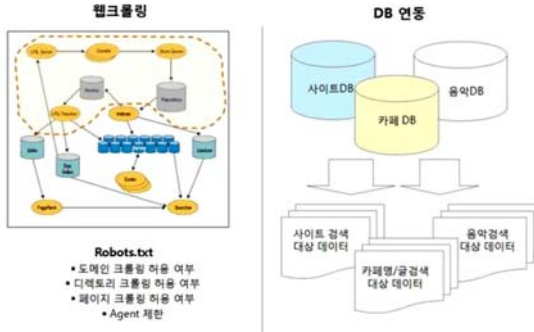 웹크롤링
URL Server
Crawler
Store Server
Repository
Indexer
Links
Lexicon
Sorter
PageRank
Searcher
Robots.txt
▪ 도메인 크롤링 허용 여부
▪ 디렉토리 크롤링 허용 여부
▪ 페이지 크롤링 허용 여부
▪ Agent 제한
DB 연동
사이트DB
음악DB
카페 DB
사이트 검색
대상 데이터
음악검색
대상 데이터
카페명/글검색
대상 데이터